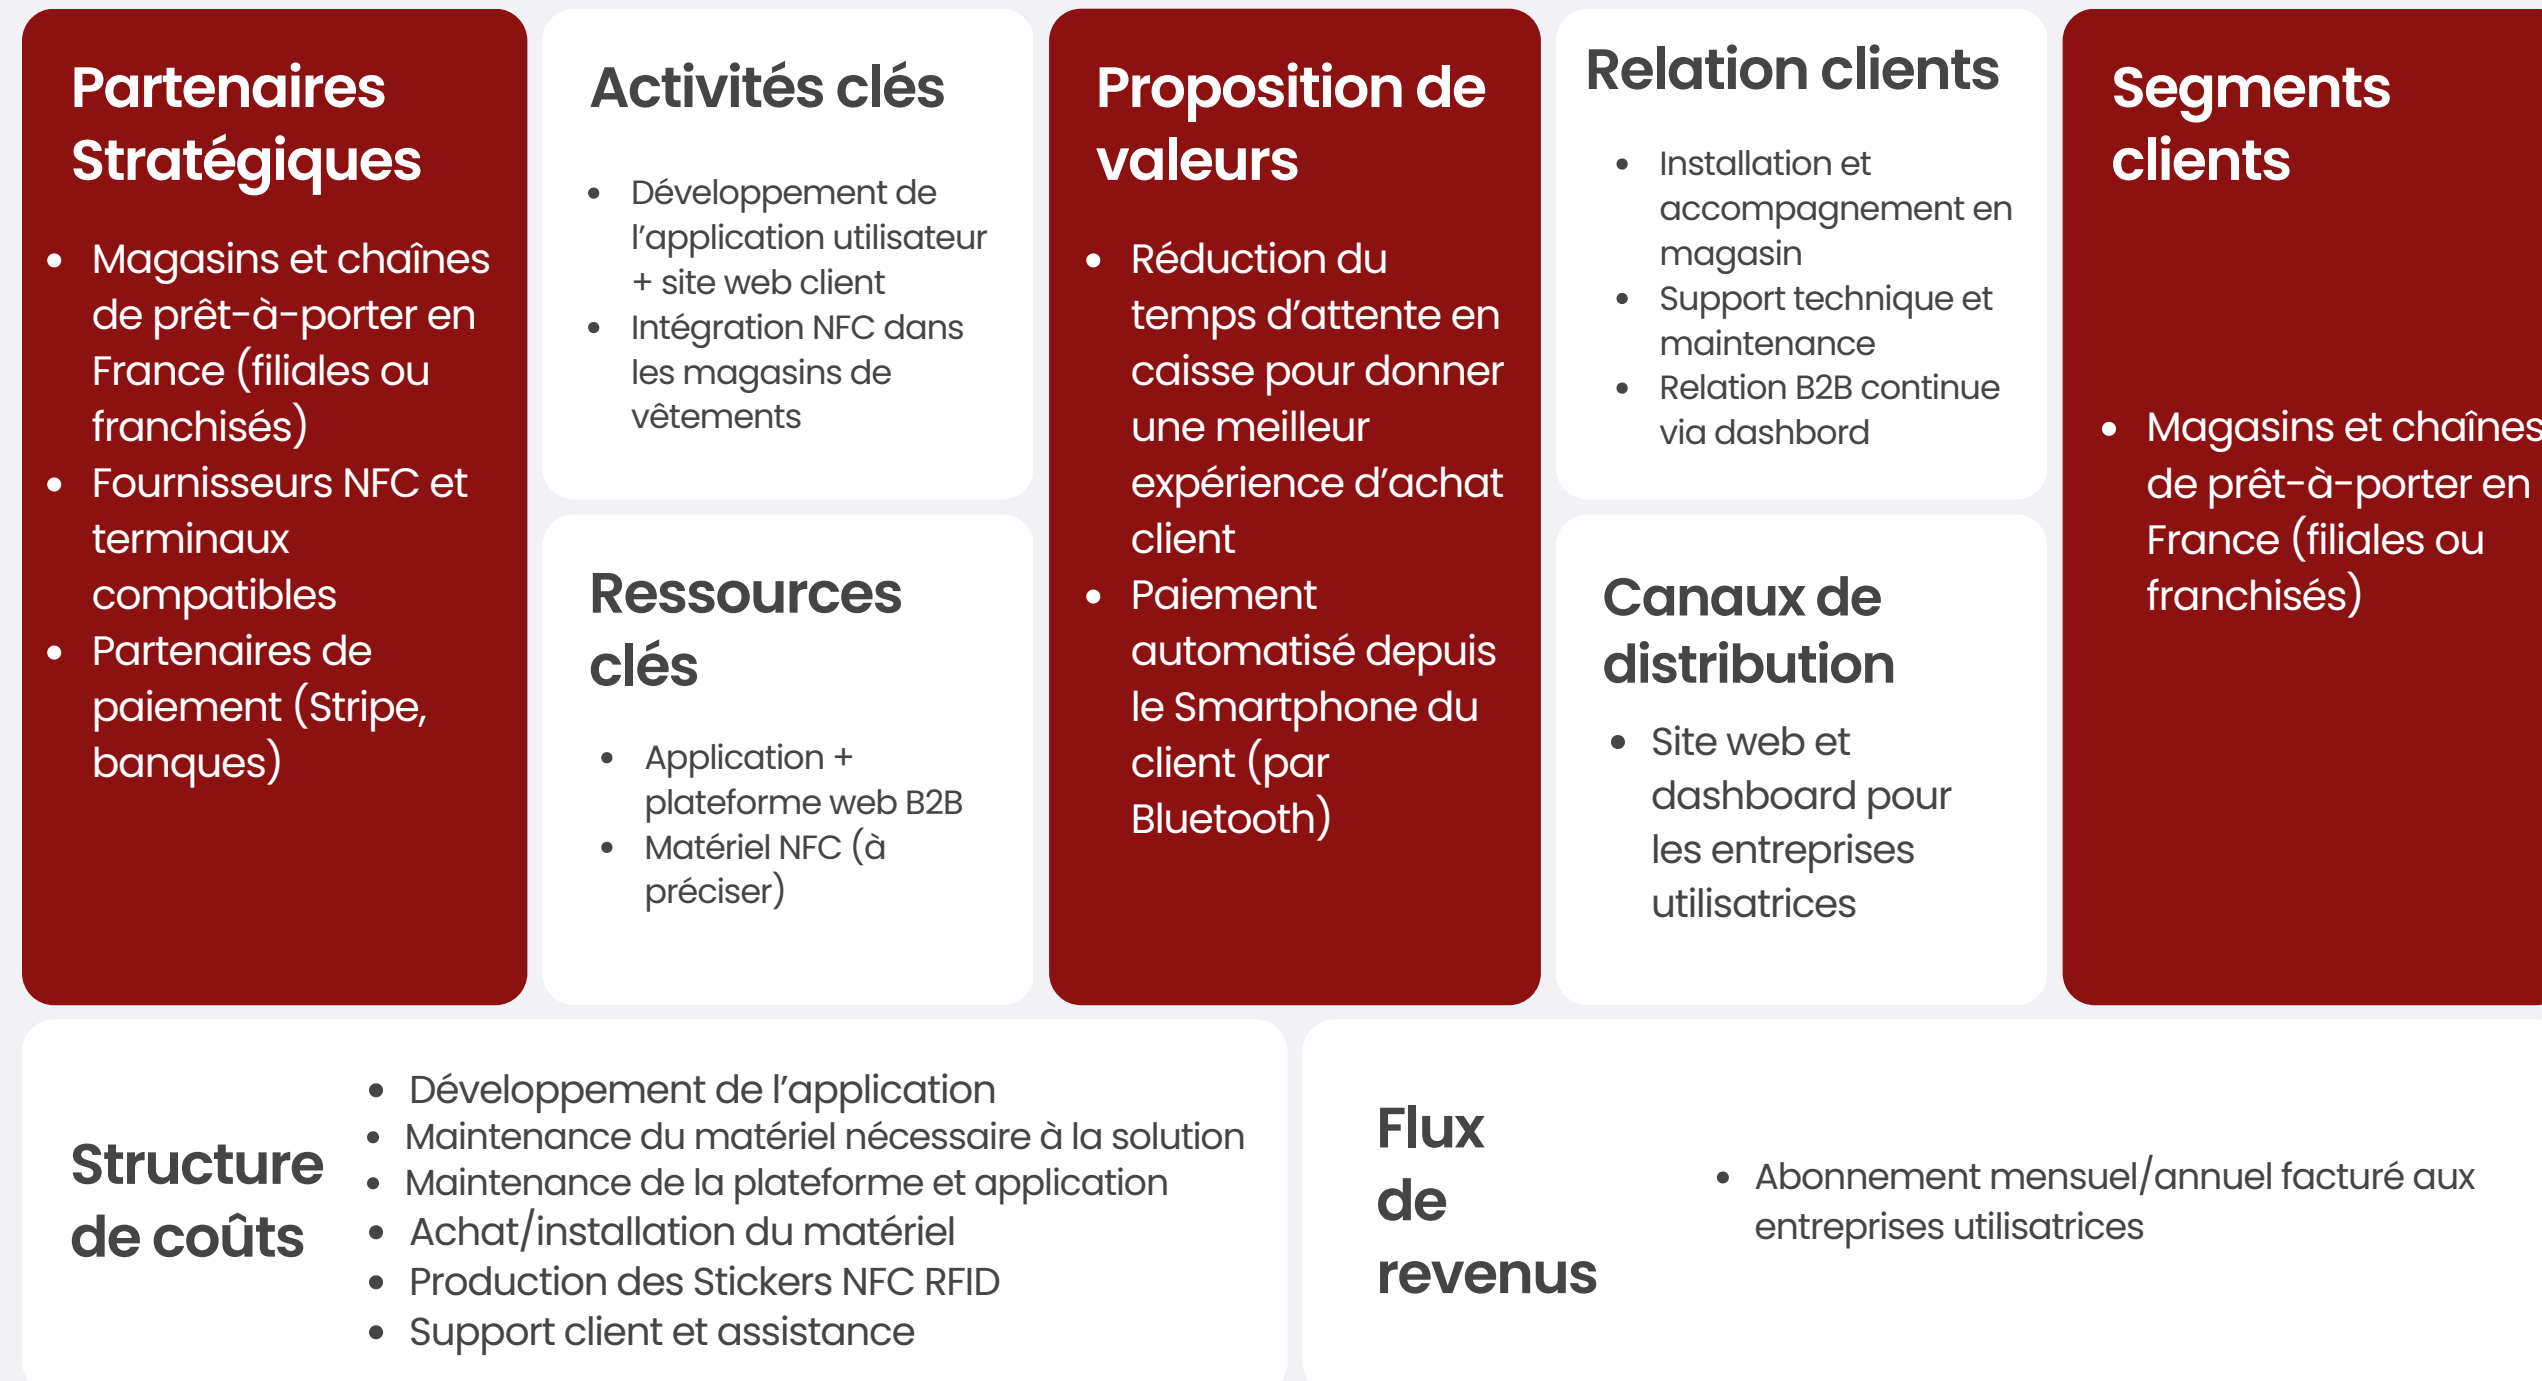 Partenaires
Stratégiques
• Magasins et chaînes
de prêt-à-porter en
France (filiales ou
franchisés)
• Fournisseurs NFC et
terminaux
compatibles
• Partenaires de
paiement (Stripe,
banques)
Activités clés
• Développement de
l’application utilisateur
+ site web client
• Intégration NFC dans
les magasins de
vêtements
Ressources
clés
• Application +
plateforme web B2B
• Matériel NFC (à
préciser)
Proposition de
valeurs
• Réduction du
temps d’attente en
caisse pour donner
une meilleur
expérience d’achat
client
• Paiement
automatisé depuis
le Smartphone du
client (par
Bluetooth)
Relation clients
• Installation et
accompagnement en
magasin
• Support technique et
maintenance
• Relation B2B continue
via dashbord
Canaux de
distribution
• Site web et
dashboard pour
les entreprises
utilisatrices
Segments
clients
• Magasins et chaînes
de prêt-à-porter en
France (filiales ou
franchisés)
Structure
de coûts
• Développement de l’application
• Maintenance du matériel nécessaire à la solution
• Maintenance de la plateforme et application
• Achat/installation du matériel
• Production des Stickers NFC RFID
• Support client et assistance
Flux
de
revenus
• Abonnement mensuel/annuel facturé aux
entreprises utilisatrices